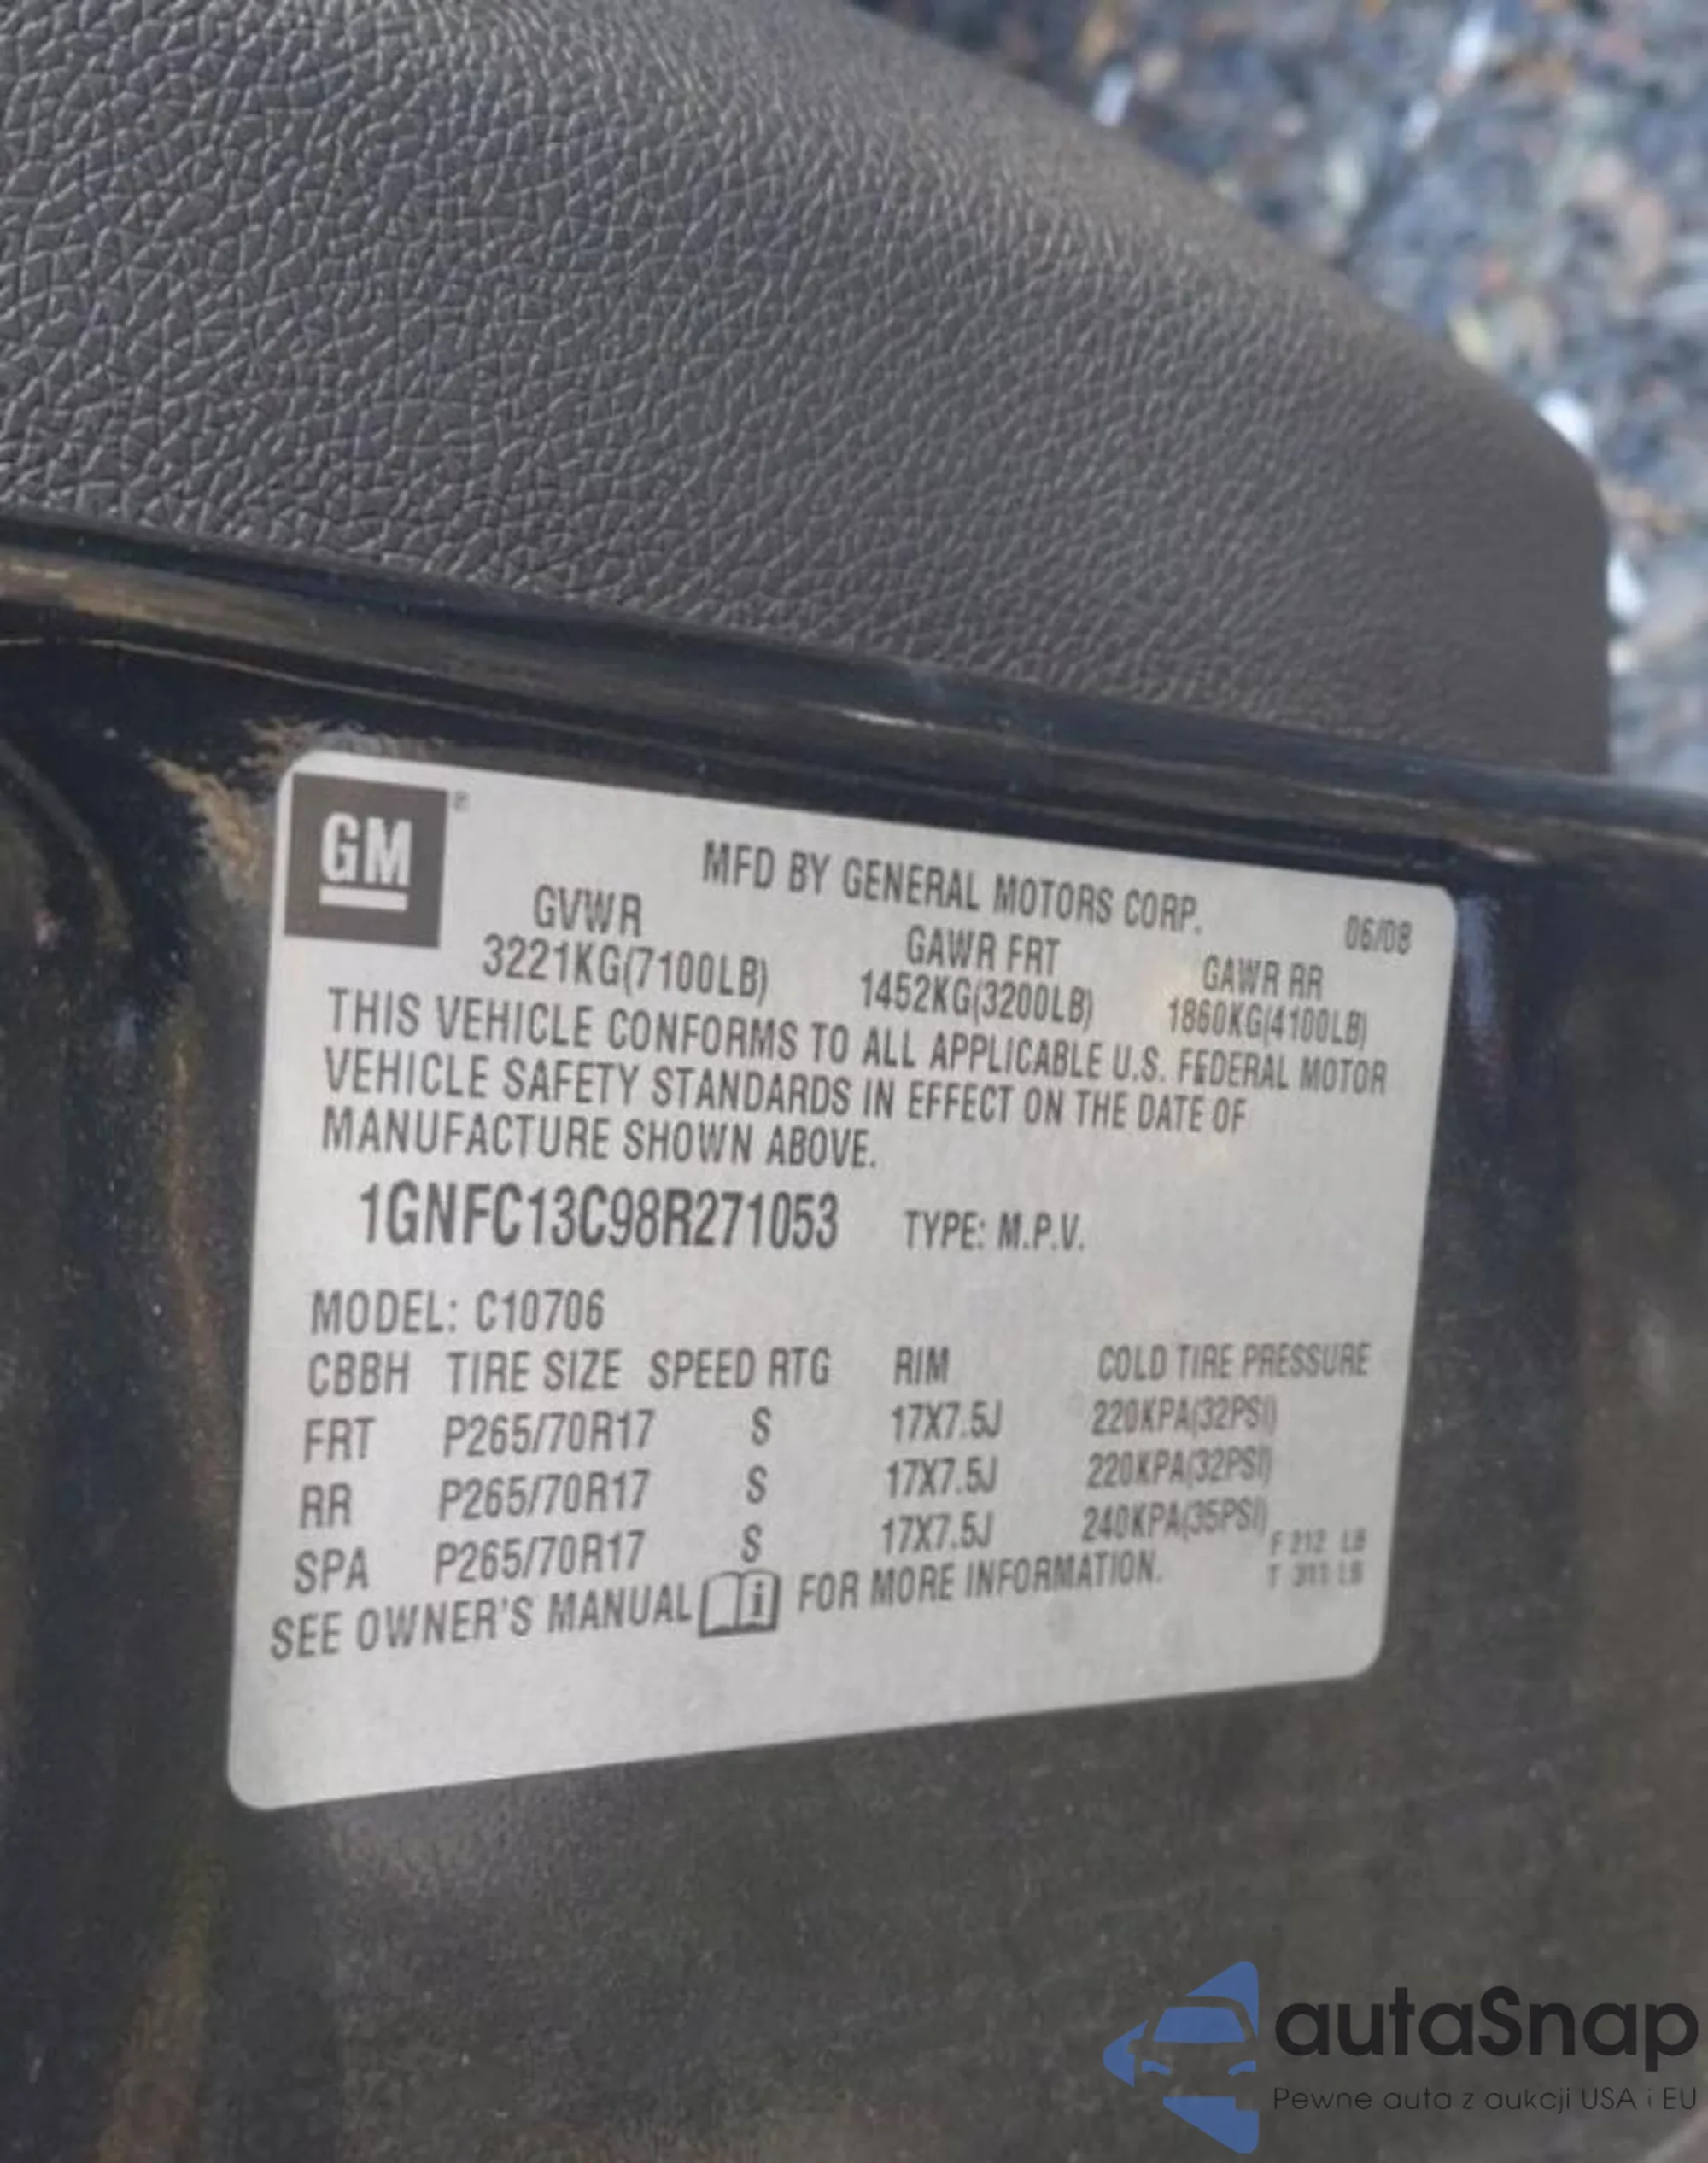 GM
MFD BY GENERAL MOTORS CORP.
06/08
GVWR GAWR FRT GAWR RR
3221KG(7100LB) 1452KG(3200LB) 1860KG(4100LB)
THIS VEHICLE CONFORMS TO ALL APPLICABLE U.S. FEDERAL MOTOR
VEHICLE SAFETY STANDARDS IN EFFECT ON THE DATE OF
MANUFACTURE SHOWN ABOVE.
1GNFC13C98R271053 TYPE: M.P.V.
MODEL: C10706
CBBH TIRE SIZE SPEED RTG RIM COLD TIRE PRESSURE
FRT P265/70R17 S 17X7.5J 220KPA(32PSI)
RR P265/70R17 S 17X7.5J 220KPA(32PSI)
SPA P265/70R17 S 17X7.5J 240KPA(35PSI)
SEE OWNER'S MANUAL i FOR MORE INFORMATION.
F 212 LB
T 311 LB
autaSnap
Pewne auta z aukcji USA i EU